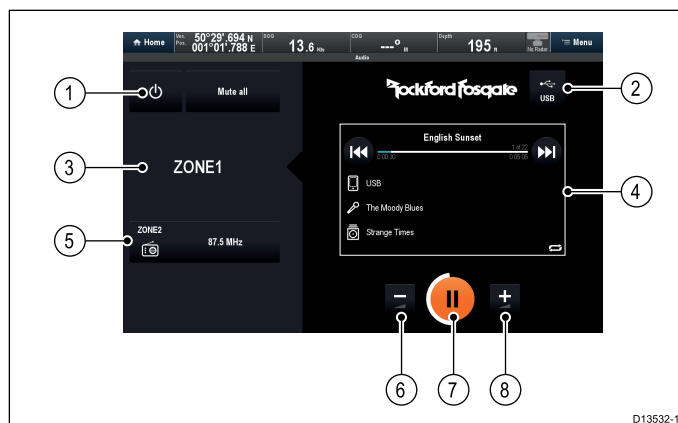 Home
Ves. Pos. 50°29'.694 N 001°01'.788 E
SOG 13.6 Kts
COG ---° M
Depth 195 ft
No Radar
Menu
Audio
1
Mute all
Rockford Fosgate
USB
2
3
ZONE1
English Sunset
1 of 22
0:00:30
0:05:05
USB
The Moody Blues
Strange Times
4
5
ZONE2
87.5 MHz
6
7
8
D13532-1